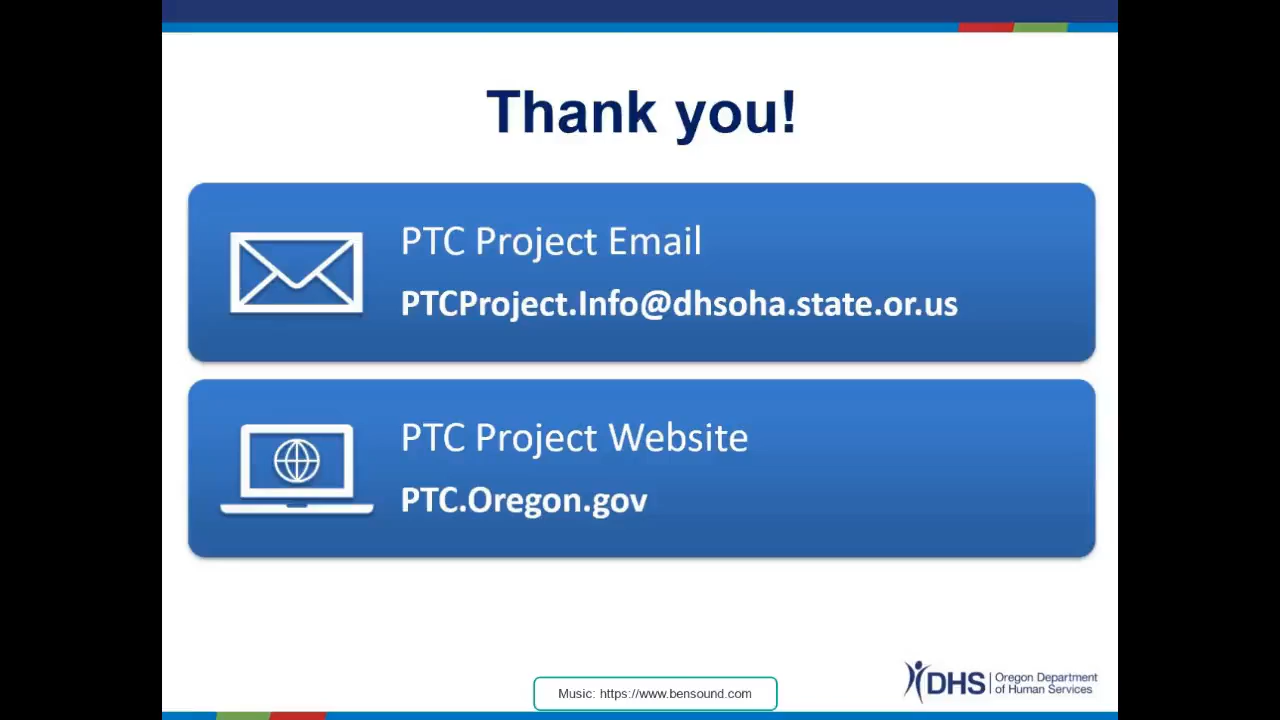 Thank you!
PTC Project Email
PTCProject.Info@dhsoha.state.or.us
PTC Project Website
PTC.Oregon.gov
Music: https://www.bensound.com
DHS Oregon Department
of Human Services